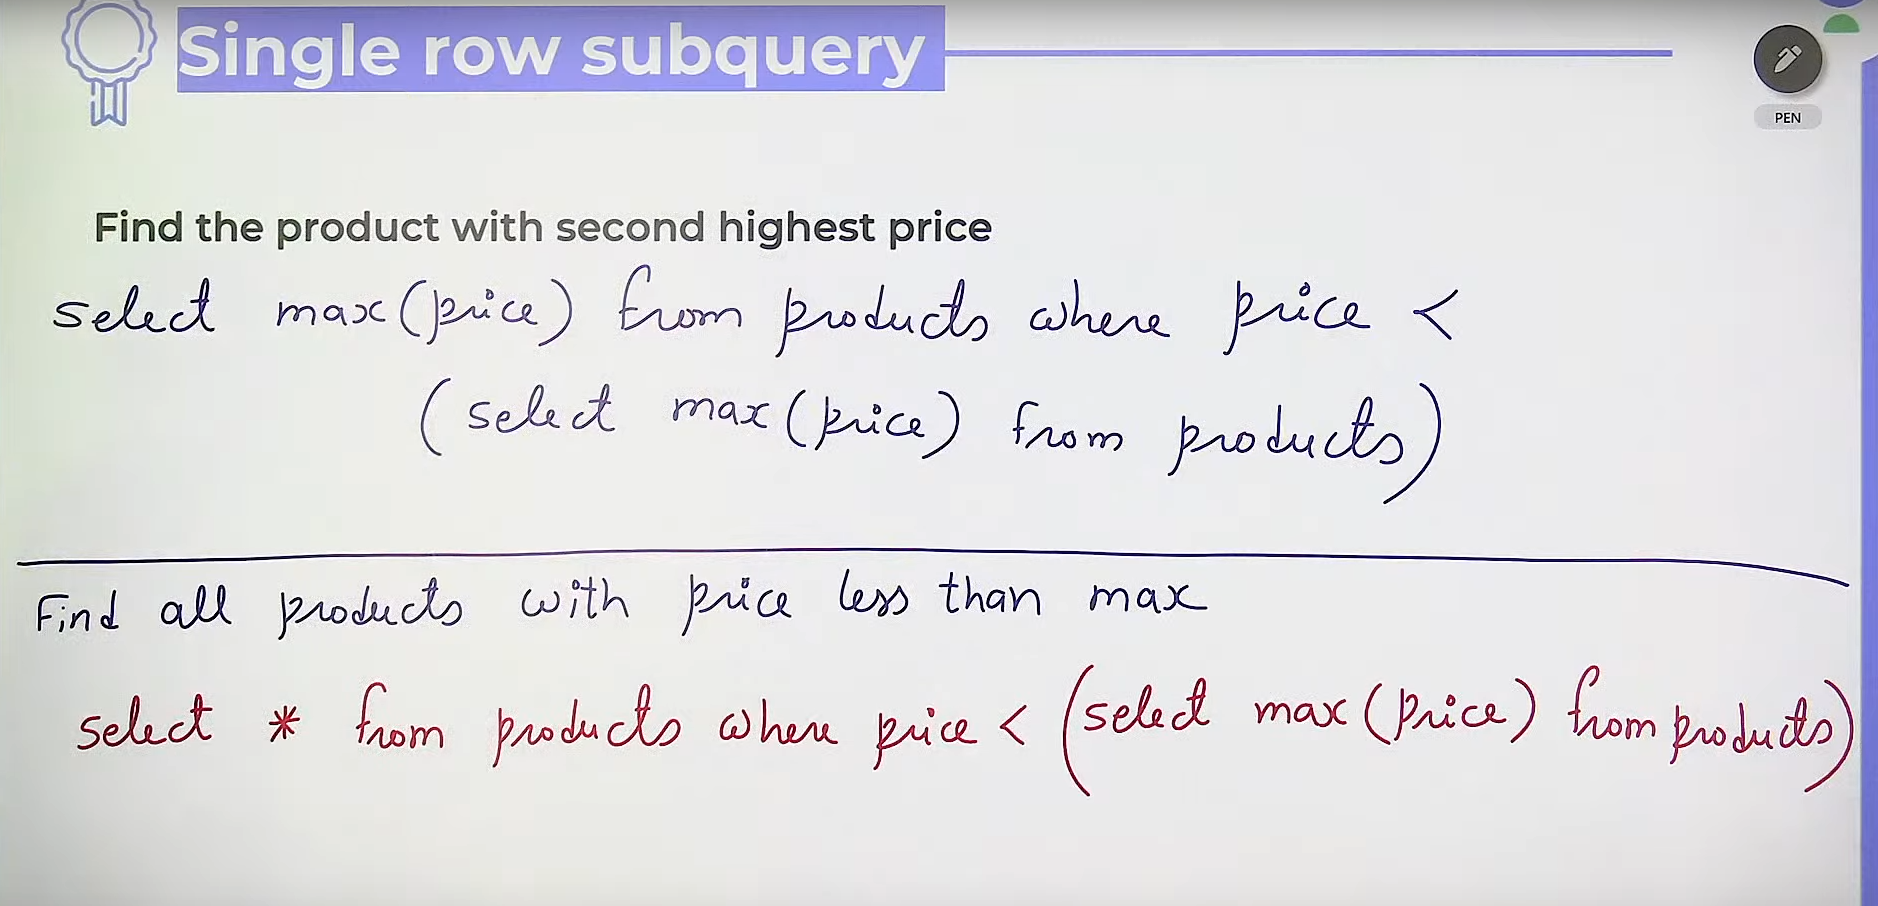 Single row subquery
PEN
Find the product with second highest price
select max(price) from products where price <
(select max(price) from products)
Find all products with price less than max
select * from products where price < (select max(price) from products)